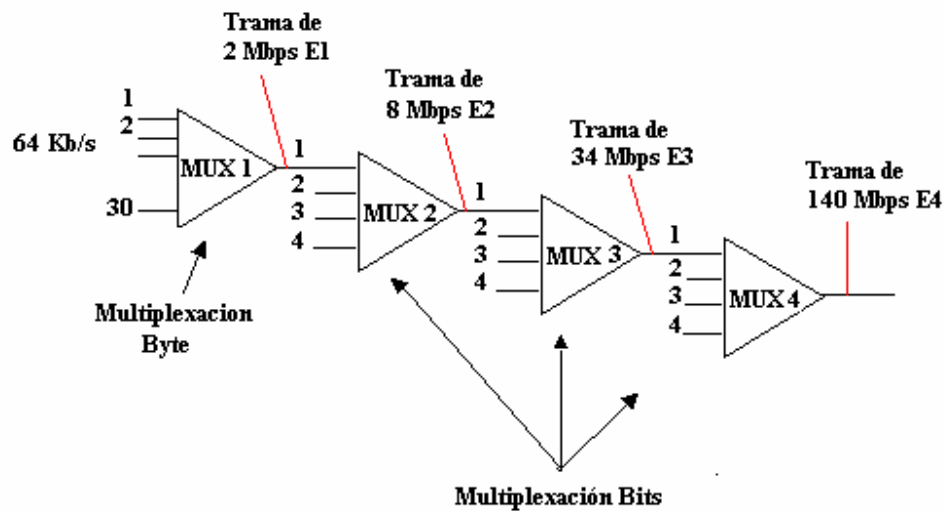 Trama de
2 Mbps E1
Trama de
8 Mbps E2
Trama de
34 Mbps E3
Trama de
140 Mbps E4
1
2
64 Kb/s
30
MUX 1
1
2
3
4
MUX 2
1
2
3
4
MUX 3
1
2
3
4
MUX 4
Multiplexacion
Byte
Multiplexación Bits